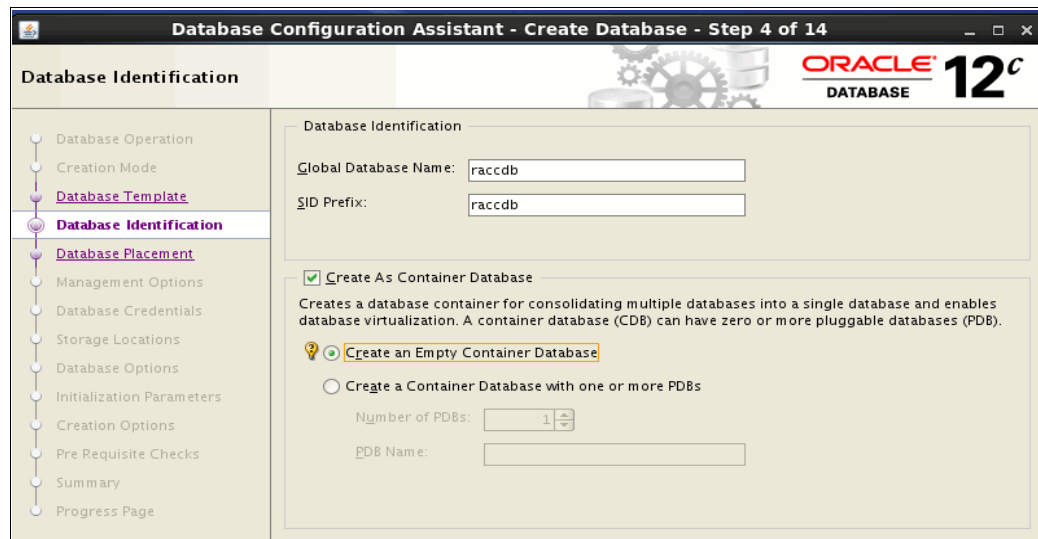 Database Configuration Assistant - Create Database - Step 4 of 14
Database Identification
ORACLE
DATABASE
12c
Database Operation
Creation Mode
Database Template
Database Identification
Database Placement
Management Options
Database Credentials
Storage Locations
Database Options
Initialization Parameters
Creation Options
Pre Requisite Checks
Summary
Progress Page
Database Identification
Global Database Name: raccdb
SID Prefix: raccdb
Create As Container Database
Creates a database container for consolidating multiple databases into a single database and enables
database virtualization. A container database (CDB) can have zero or more pluggable databases (PDB).
Create an Empty Container Database
Create a Container Database with one or more PDBs
Number of PDBs: 1
PDB Name: